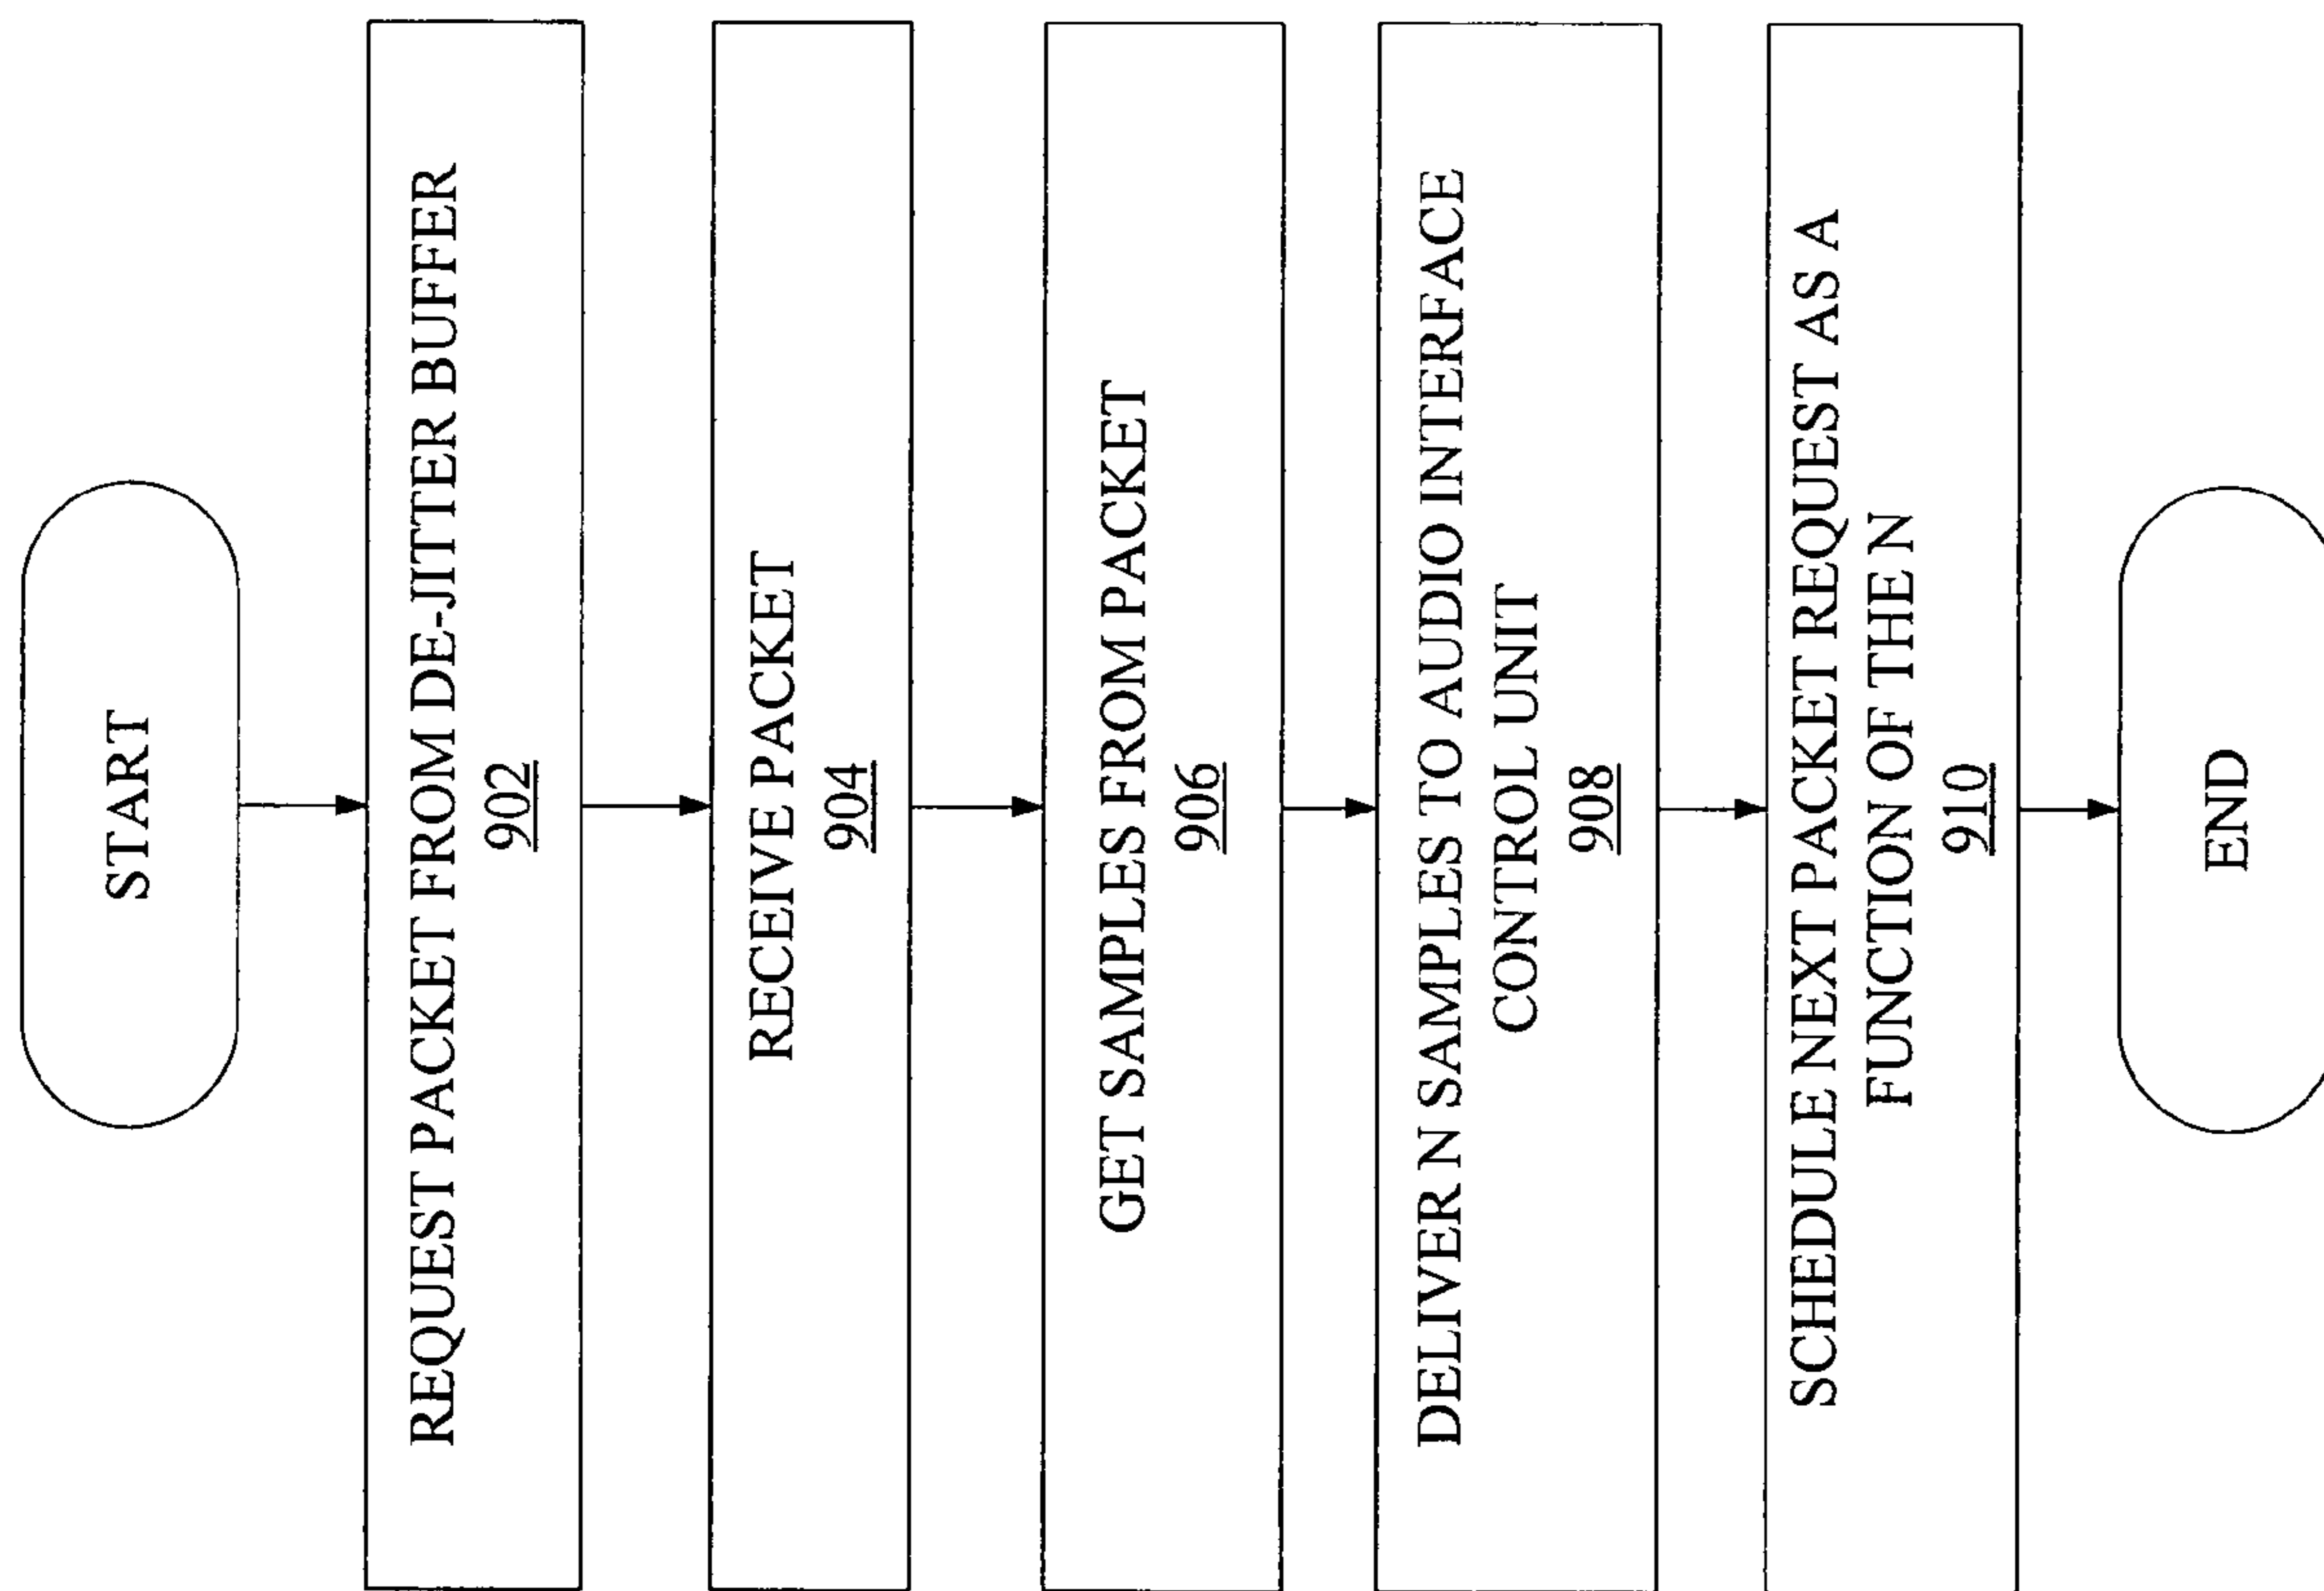 START
REQUEST PACKET FROM DE-JITTER BUFFER
902
RECEIVE PACKET
904
GET SAMPLES FROM PACKET
906
DELIVER N SAMPLES TO AUDIO INTERFACE
CONTROL UNIT
908
SCHEDULE NEXT PACKET REQUEST AS A
FUNCTION OF THE N
910
END